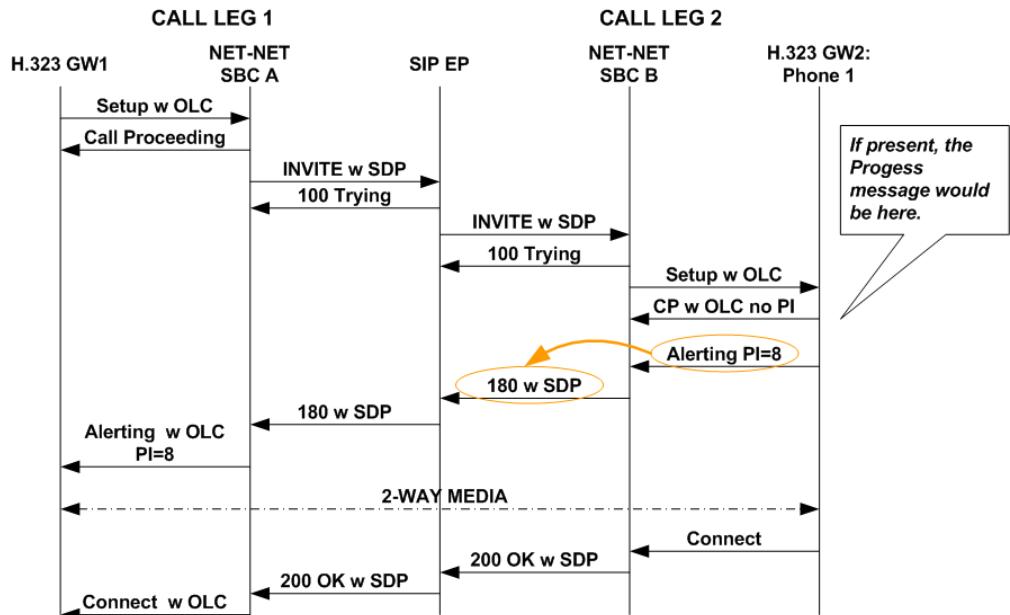 CALL LEG 1
CALL LEG 2
H.323 GW1
NET-NET
SBC A
SIP EP
NET-NET
SBC B
H.323 GW2:
Phone 1
Setup w OLC
Call Proceeding
If present, the
Progess
message would
be here.
INVITE w SDP
100 Trying
INVITE w SDP
100 Trying
Setup w OLC
CP w OLC no PI
Alerting PI=8
180 w SDP
180 w SDP
Alerting w OLC
PI=8
2-WAY MEDIA
Connect
200 OK w SDP
200 OK w SDP
Connect w OLC